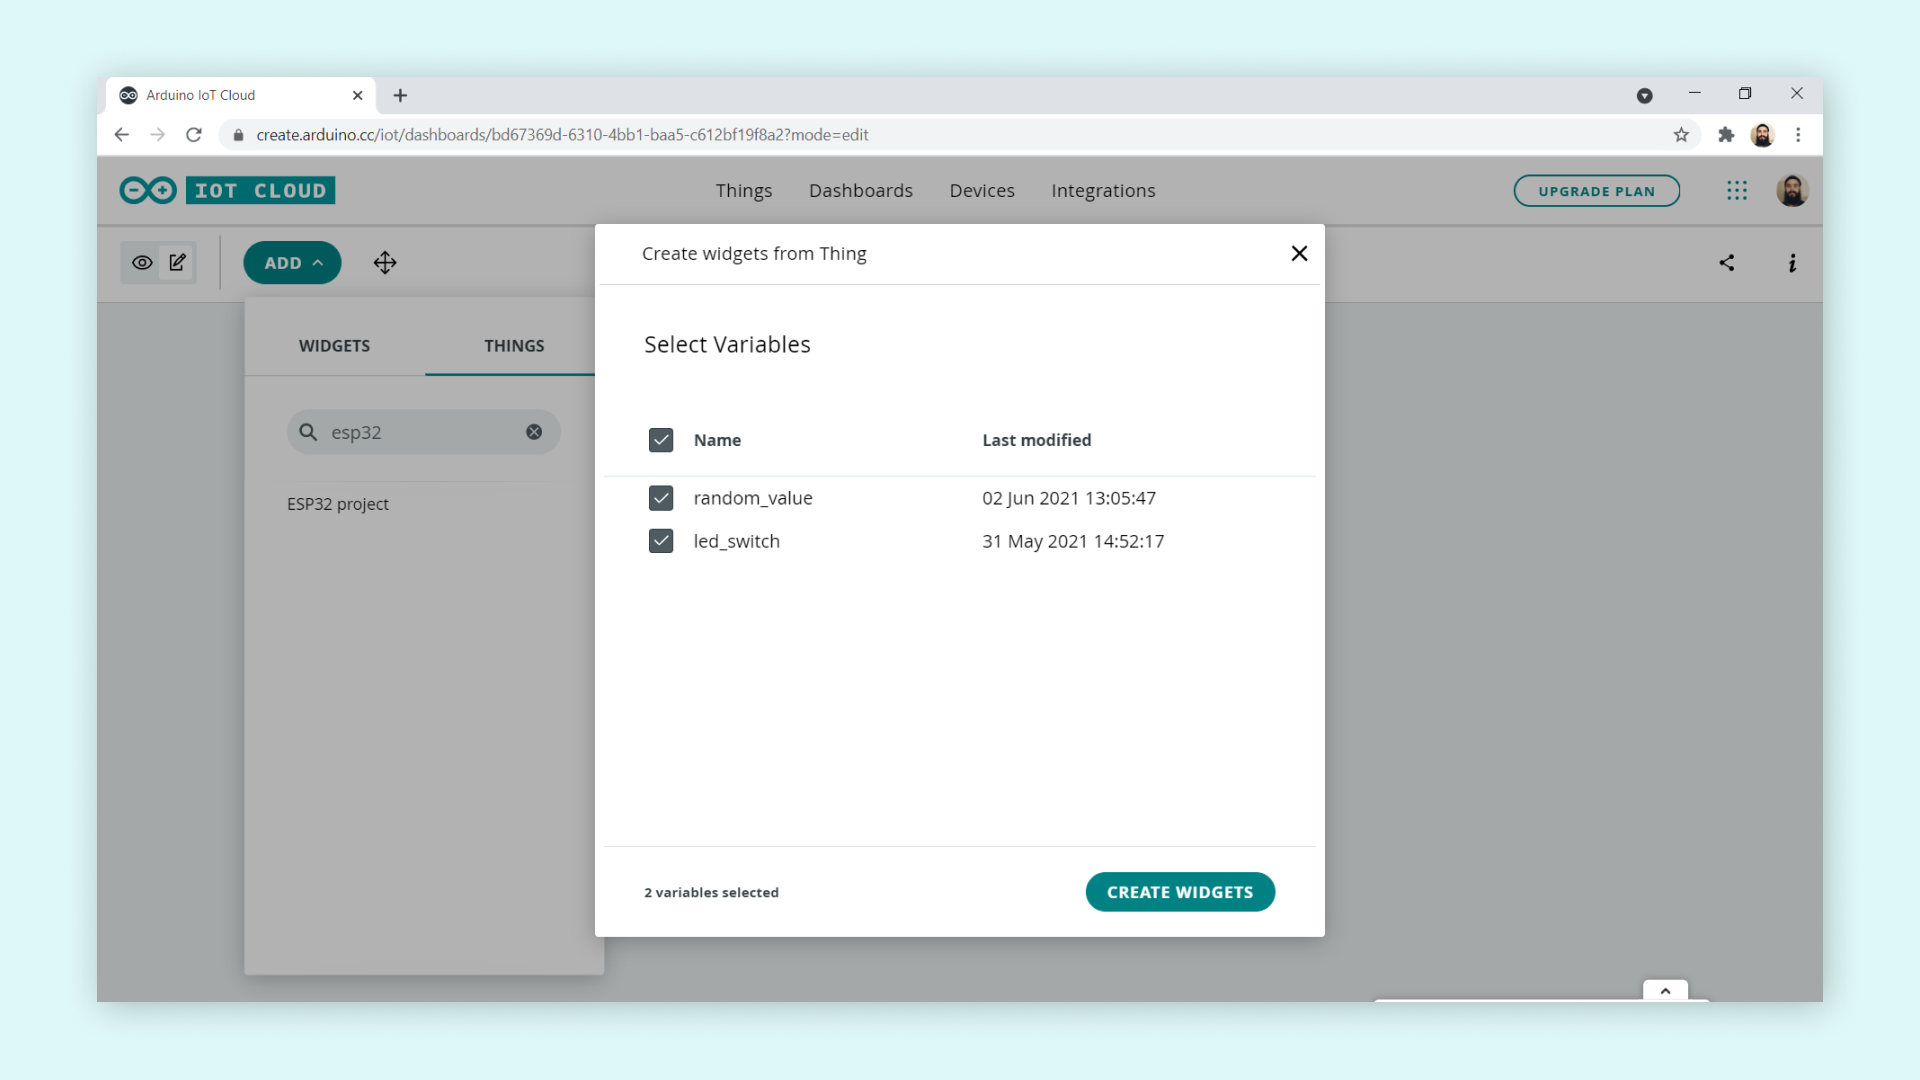 Arduino IoT Cloud
create.arduino.cc/iot/dashboards/bd67369d-6310-4bb1-baa5-c612bf19f8a2?mode=edit
IOT CLOUD
Things Dashboards Devices Integrations
UPGRADE PLAN
ADD
Create widgets from Thing
WIDGETS THINGS
esp32
ESP32 project
Select Variables
Name Last modified
random_value 02 Jun 2021 13:05:47
led_switch 31 May 2021 14:52:17
2 variables selected
CREATE WIDGETS